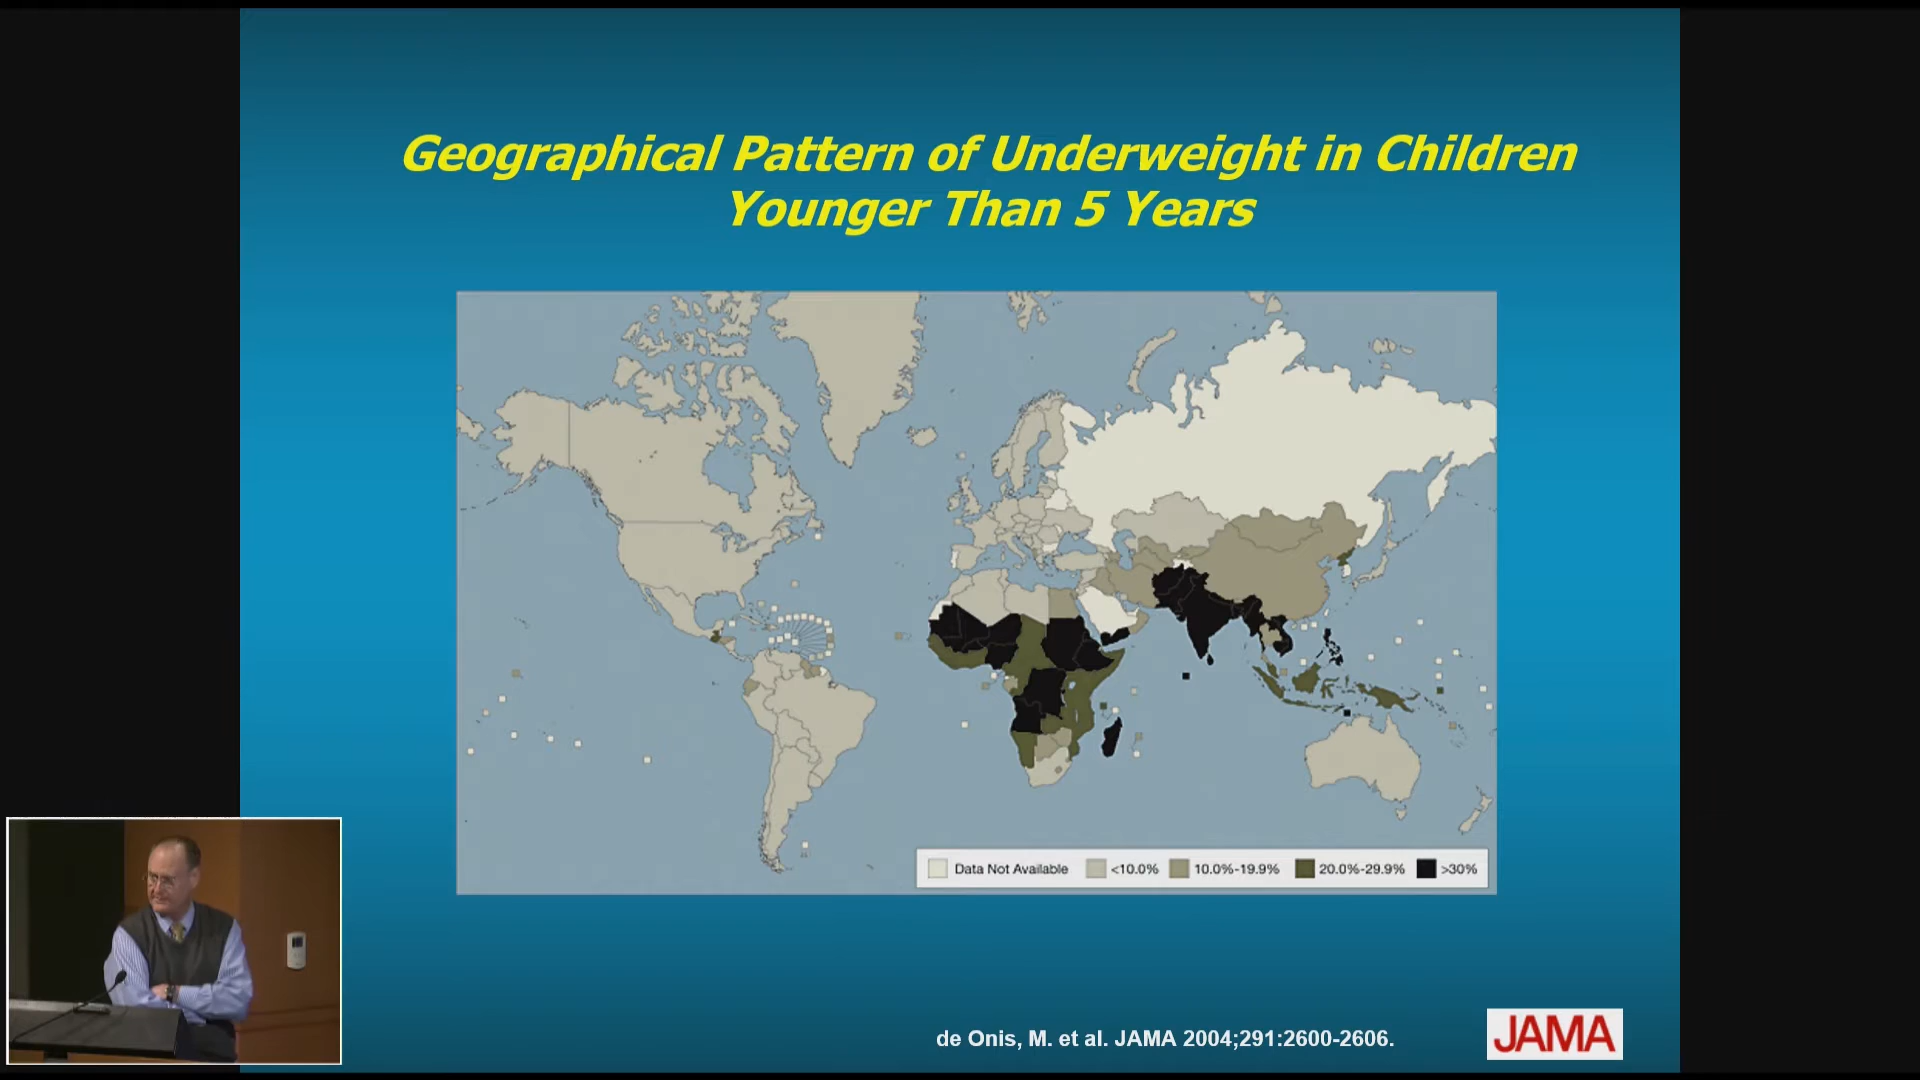 Geographical Pattern of Underweight in Children
Younger Than 5 Years
Data Not Available <10.0% 10.0%-19.9% 20.0%-29.9% >30%
de Onis, M. et al. JAMA 2004;291:2600-2606.
JAMA